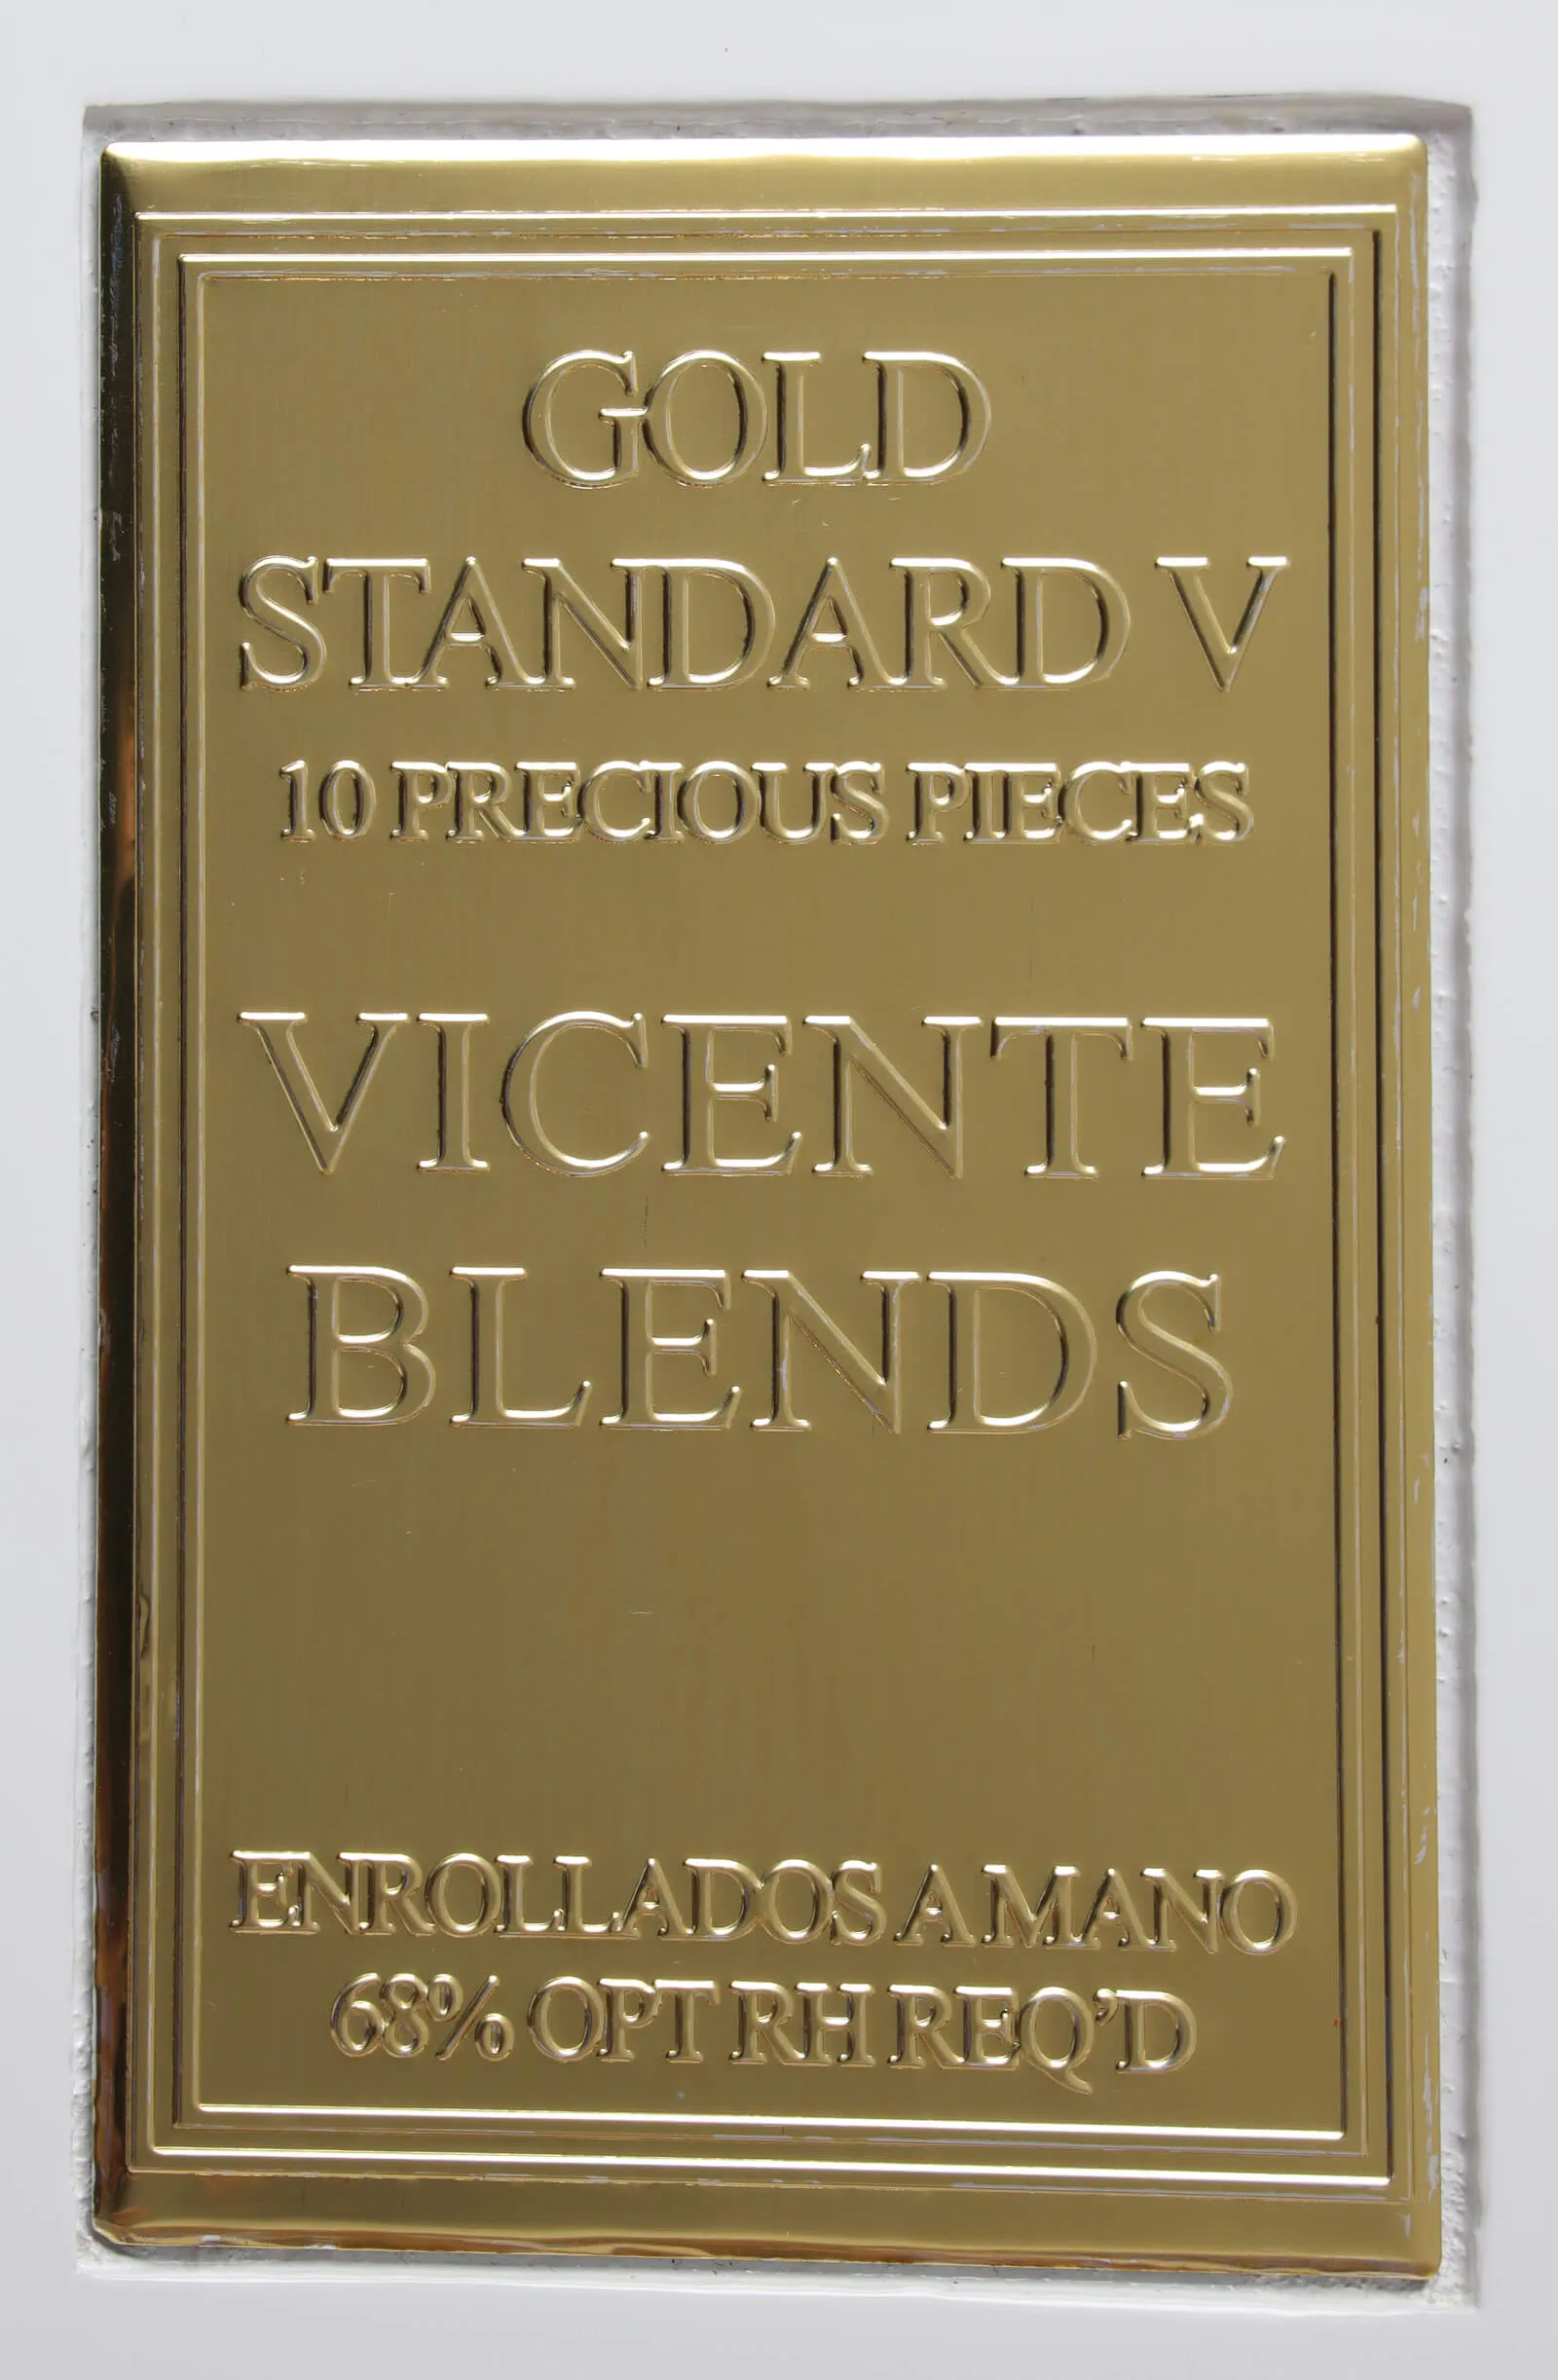 GOLD
STANDARD V
10 PRECIOUS PIECES
VICENTE
BLENDS
ENROLLADOS A MANO
68% OPT RH REQ'D